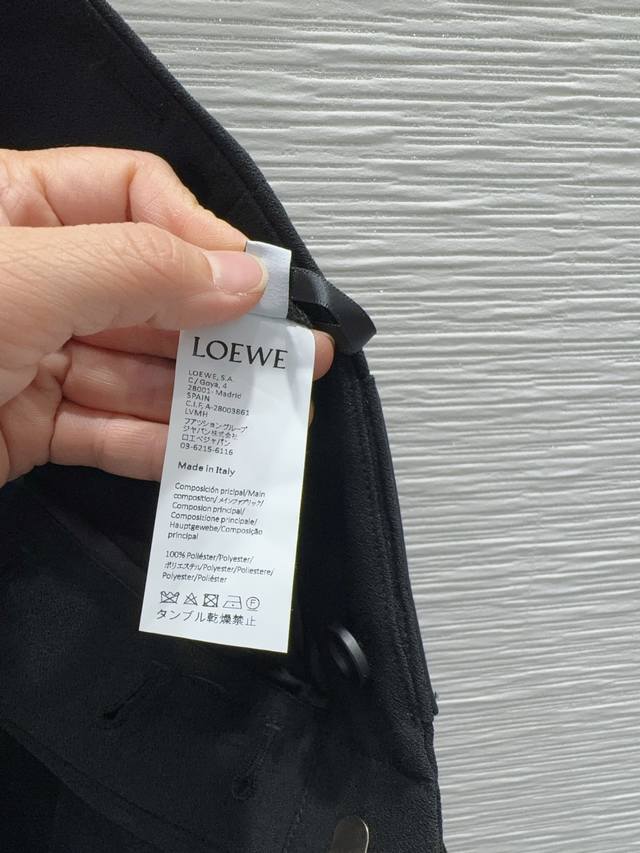 LOEWE
LOEWE, S.A.
C/ Goya, 4
28001- Madrid
SPAIN
C.I.F, A-28003861
LVMH
ファッショングループ
ジャパン株式会社
ロエベジャパン
03-6215-6116
Made in Italy
Composición pricipal/Main
composition/メインファブリック/
Composion principal/
Composizione principale/
Hauptgewebe/Composição
principal
100% Poliéster/Polyester/
ポリエステル/Polyester/Poliestere/
Polyester/Poliéster
F
タンブル乾燥禁止